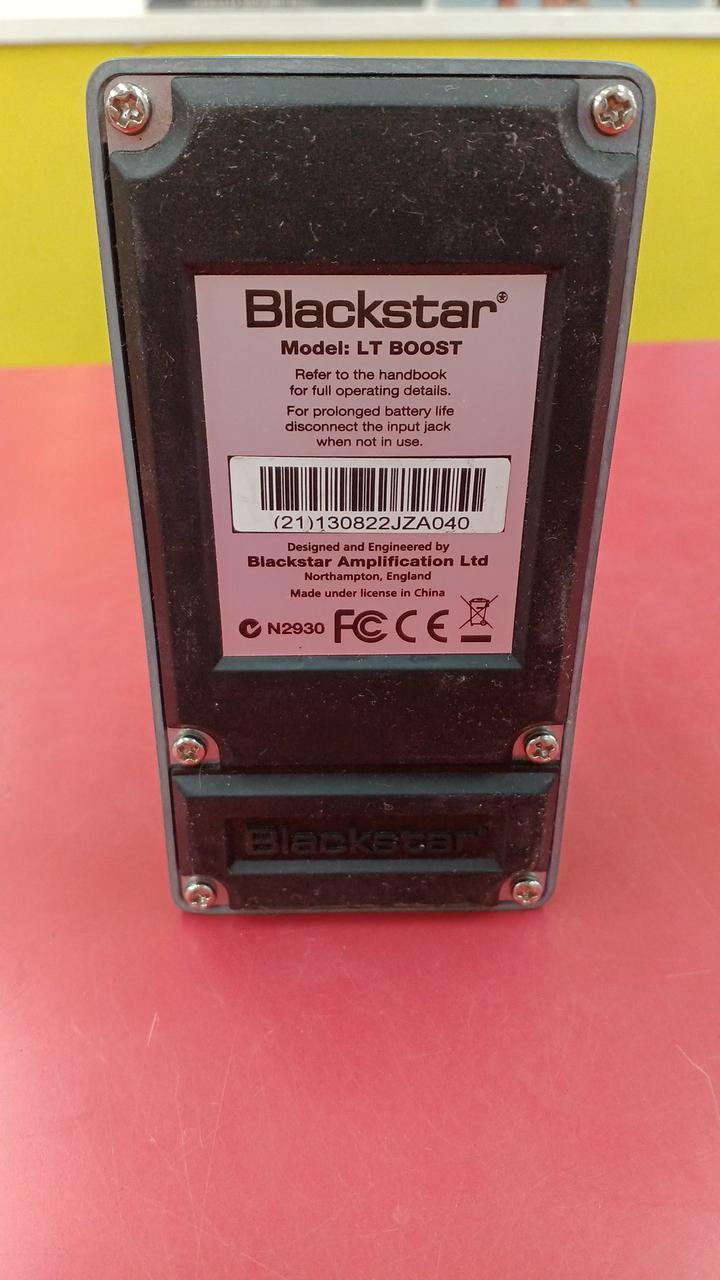 Blackstar®
Model: LT BOOST
Refer to the handbook
for full operating details.
For prolonged battery life
disconnect the input jack
when not in use.
(21)130822JZA040
Designed and Engineered by
Blackstar Amplification Ltd
Northampton, England
Made under license in China
N2930 FC CE
Blackstar®